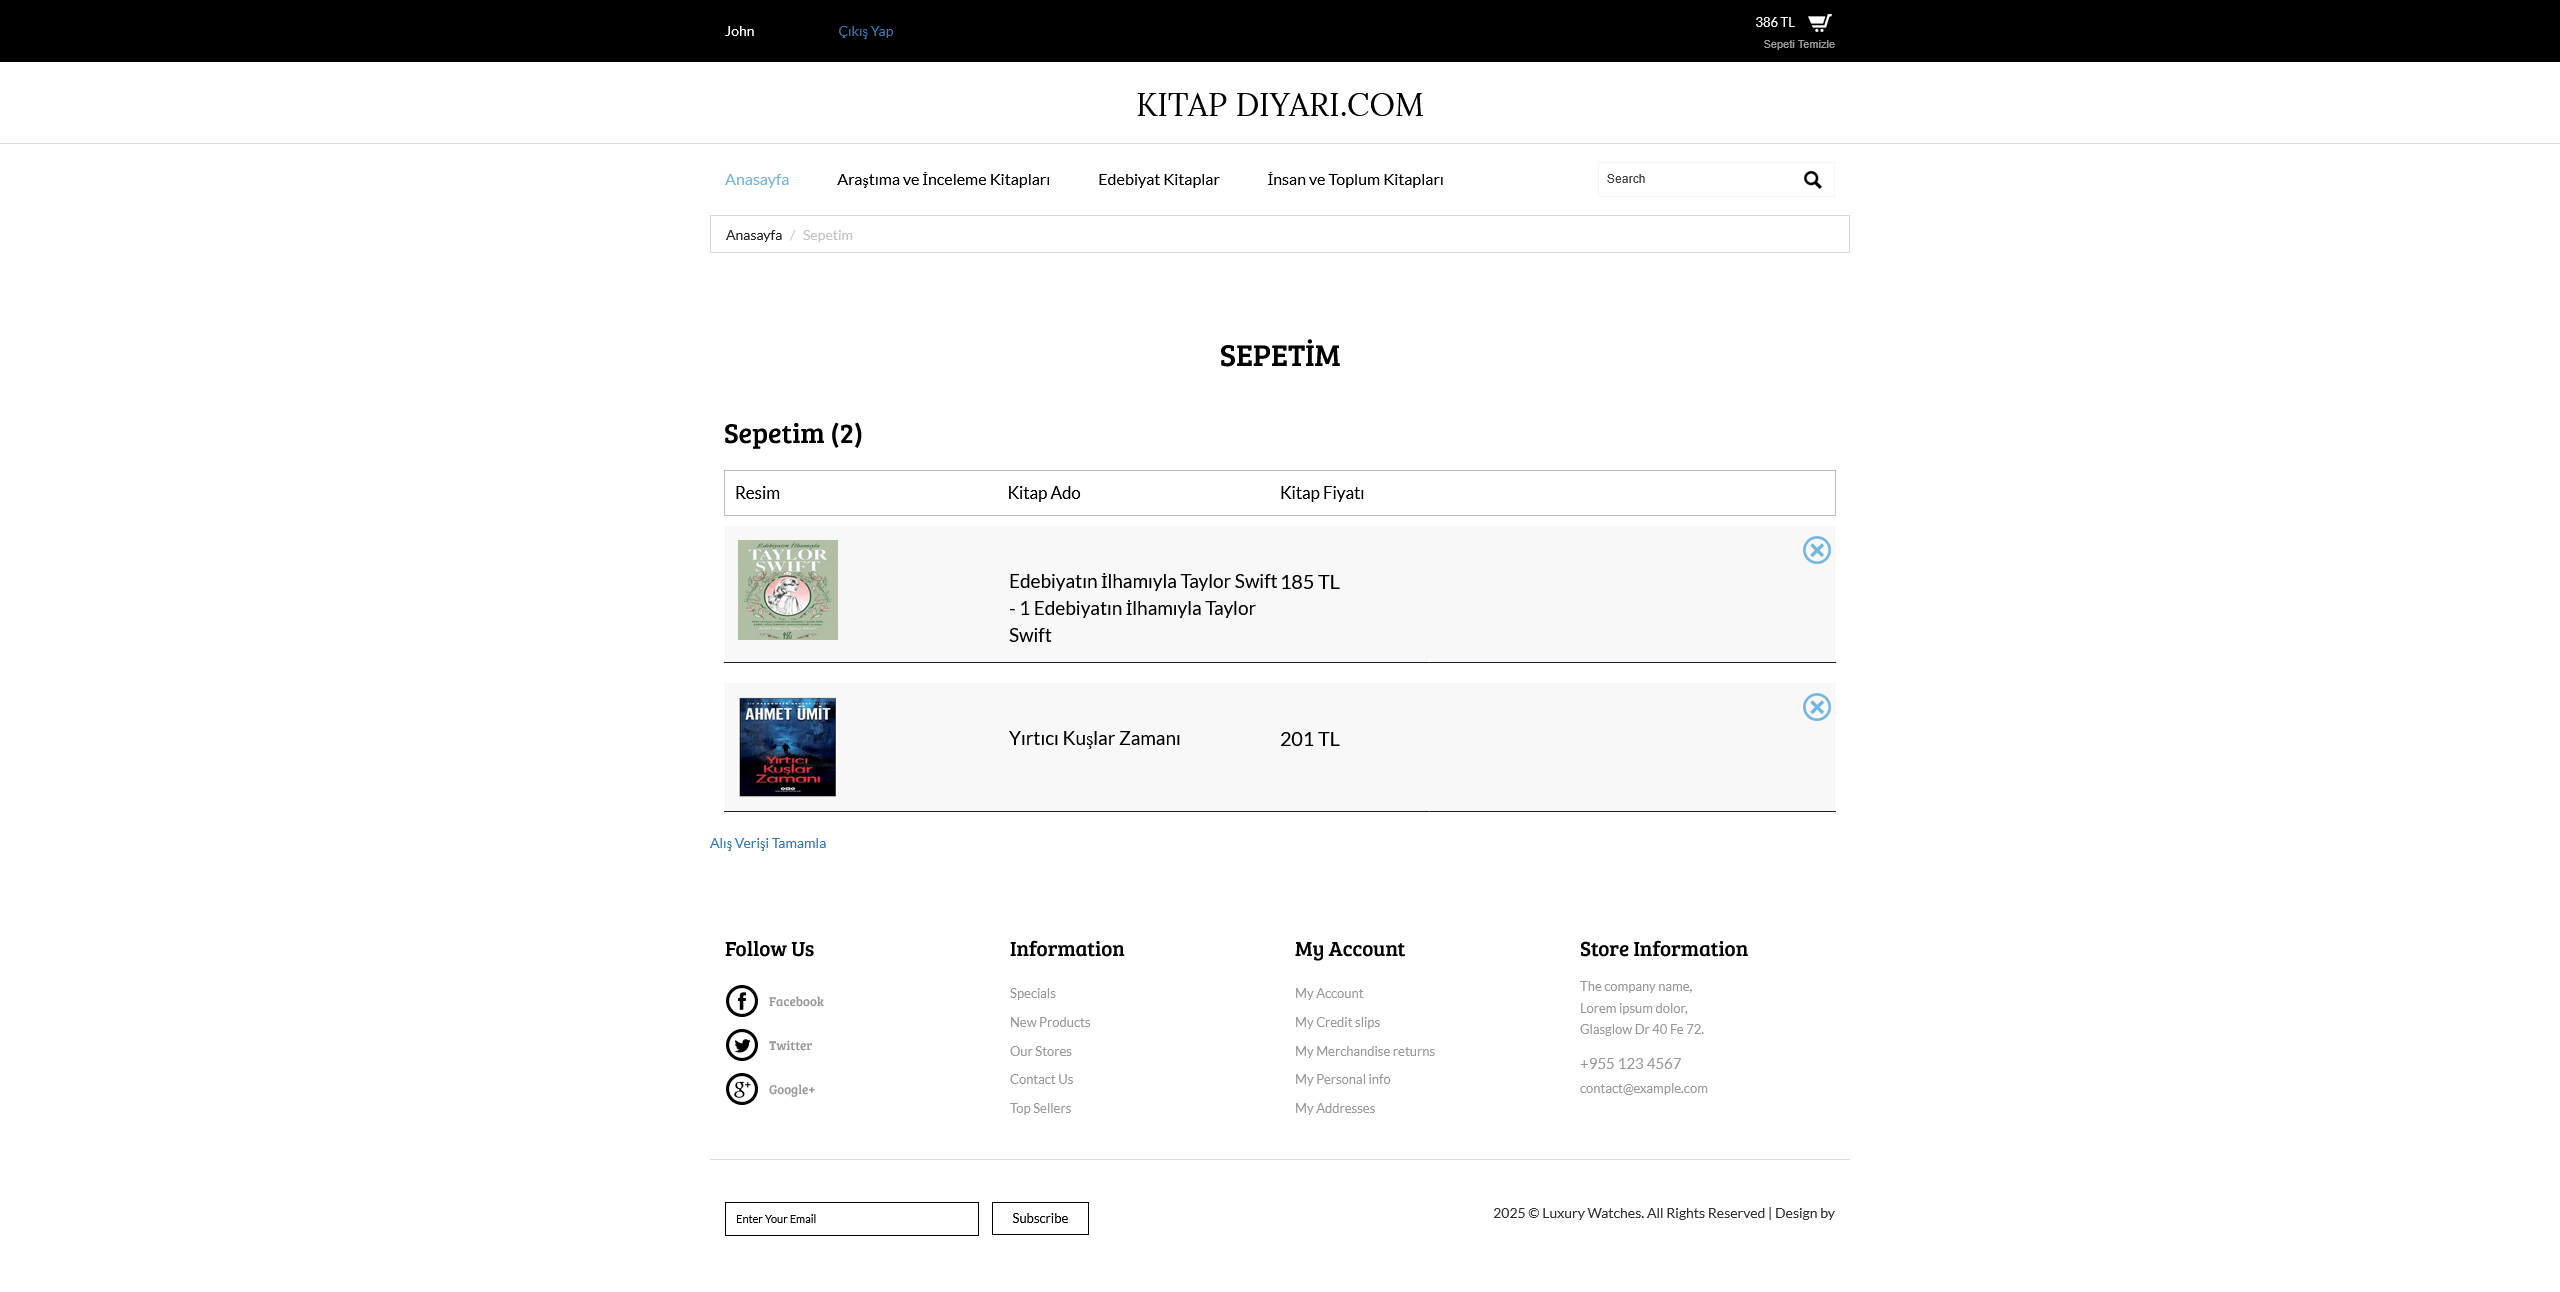 John
Çıkış Yap
386 TL
Sepeti Temizle
KITAP DIYARI.COM
Anasayfa
Araştıma ve İnceleme Kitapları
Edebiyat Kitaplar
İnsan ve Toplum Kitapları
Search
Anasayfa / Sepetim
SEPETİM
Sepetim (2)
Resim
Kitap Ado
Kitap Fiyatı
Edebiyatın İlhamıyla
TAYLOR
SWIFT
Edebiyatın İlhamıyla Taylor Swift
- 1 Edebiyatın İlhamıyla Taylor
Swift
185 TL
AHMET ÜMİT
Yırtıcı
Kuşlar
Zamanı
Yırtıcı Kuşlar Zamanı
201 TL
Alış Verişi Tamamla
Follow Us
Facebook
Twitter
Google+
Information
Specials
New Products
Our Stores
Contact Us
Top Sellers
My Account
My Account
My Credit slips
My Merchandise returns
My Personal info
My Addresses
Store Information
The company name,
Lorem ipsum dolor,
Glasglow Dr 40 Fe 72.
+955 123 4567
contact@example.com
Enter Your Email
Subscribe
2025 © Luxury Watches. All Rights Reserved | Design by